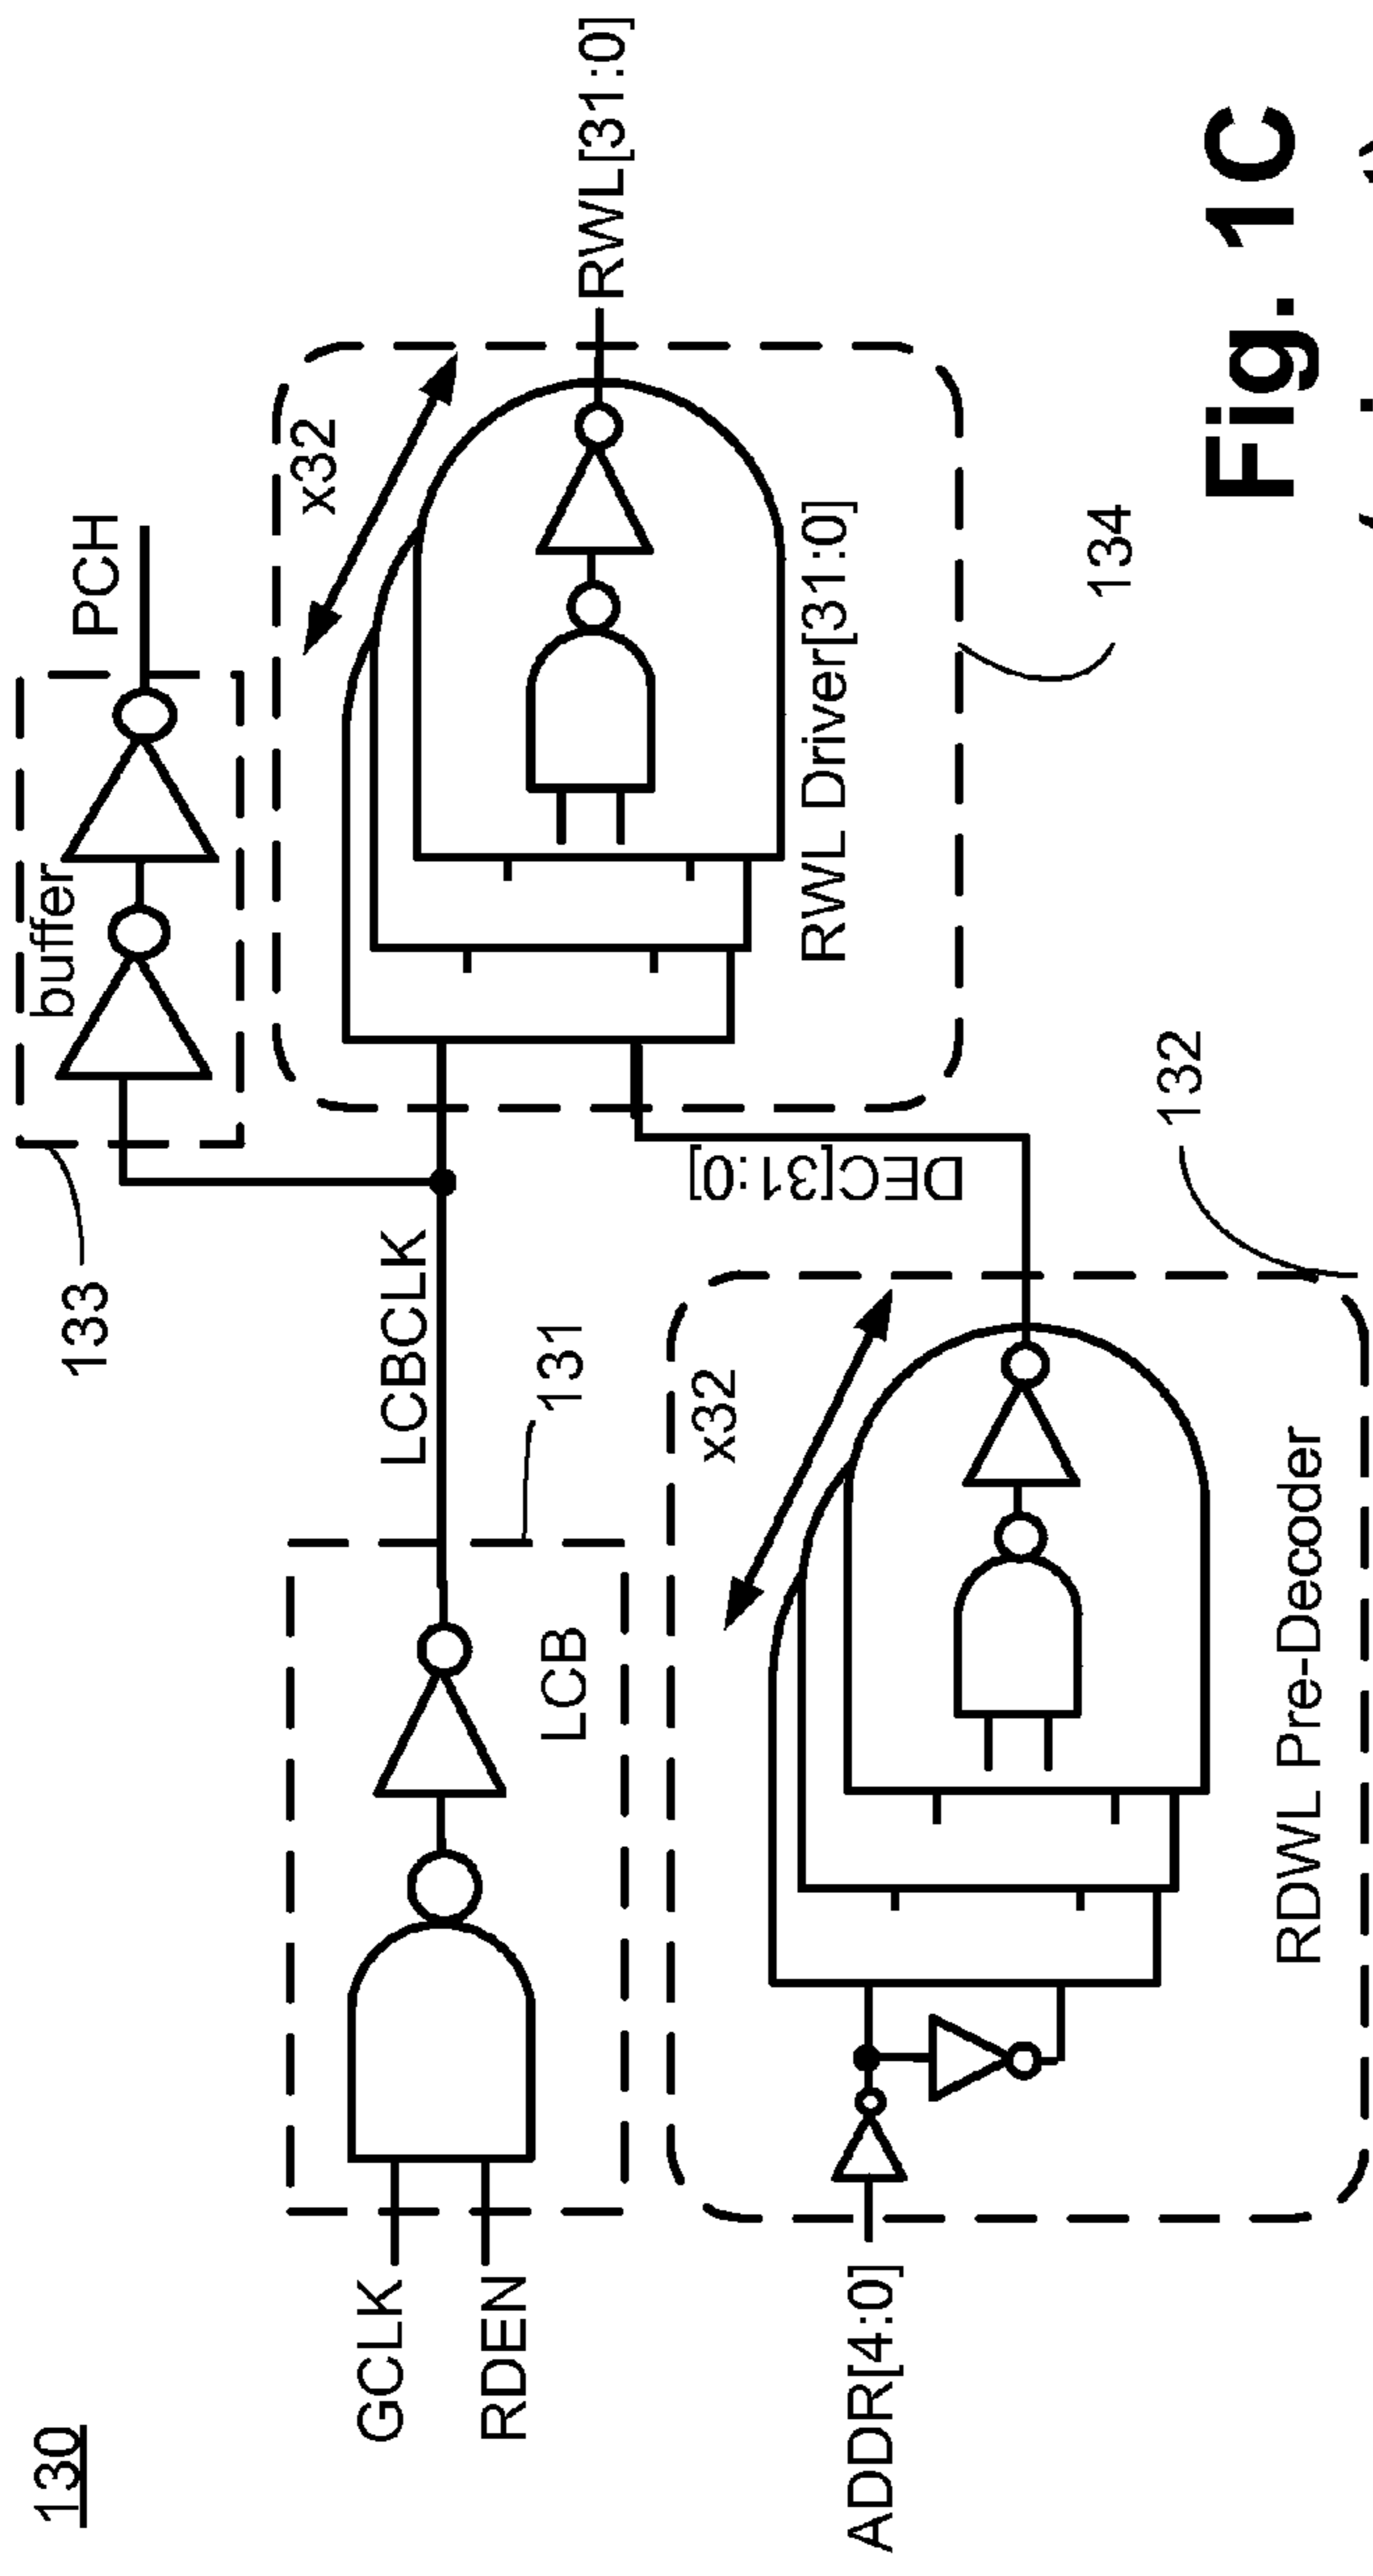 130
133
buffer
PCH
GCLK
RDEN
LCB
131
LCBCLK
x32
RWL[31:0]
RWL Driver[31:0]
134
DEC[31:0]
ADDR[4:0]
x32
RDWL Pre-Decoder
132
Fig. 1C